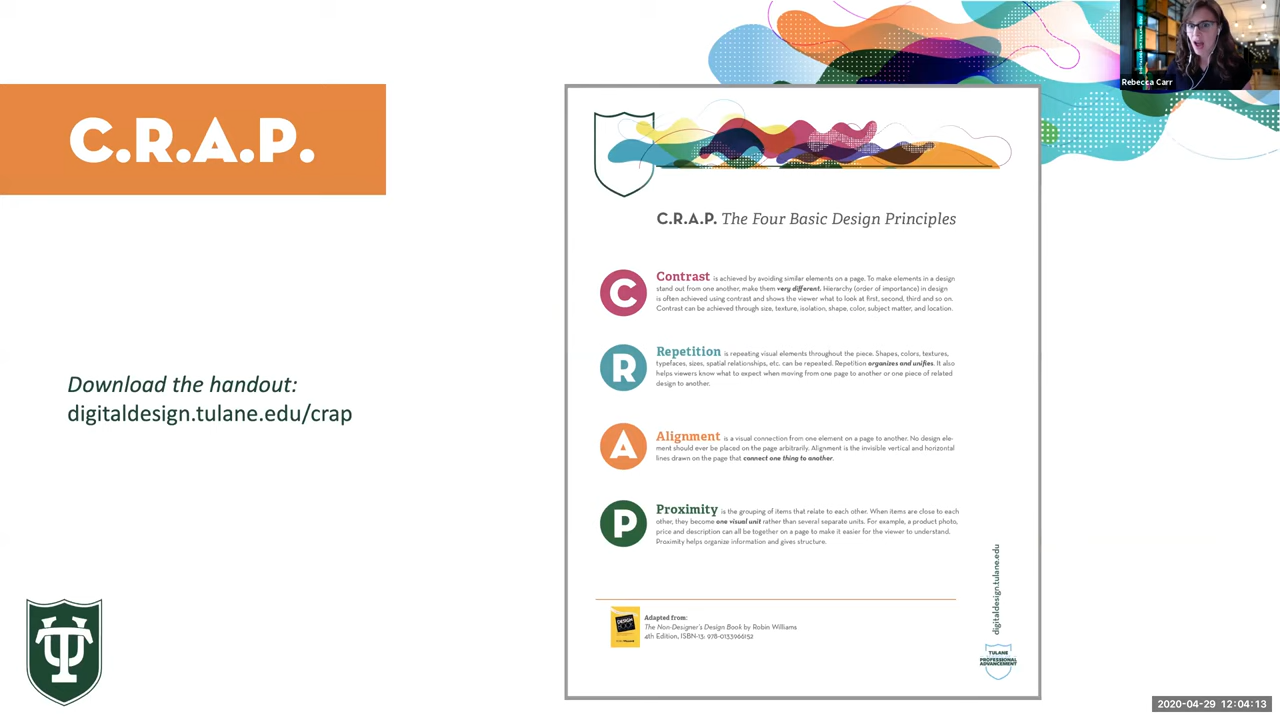 C.R.A.P.
Download the handout:
digitaldesign.tulane.edu/crap
Rebecca Carr
C.R.A.P. The Four Basic Design Principles
C
Contrast is achieved by avoiding similar elements on a page. To make elements in a design
stand out from one another, make them very different. Hierarchy (order of importance) in design
is often achieved using contrast and shows the viewer what to look at first, second, third and so on.
Contrast can be achieved through size, texture, isolation, shape, color, subject matter, and location.
R
Repetition is repeating visual elements throughout the piece. Shapes, colors, textures,
typefaces, sizes, spatial relationships, etc. can be repeated. Repetition organizes and unifies. It also
helps viewers know what to expect when moving from one page to another or one piece of related
design to another.
A
Alignment is a visual connection from one element on a page to another. No design ele-
ment should ever be placed on the page arbitrarily. Alignment is the invisible vertical and horizontal
lines drawn on the page that connect one thing to another.
P
Proximity is the grouping of items that relate to each other. When items are close to each
other, they become one visual unit rather than several separate units. For example, a product photo,
price and description can all be together on a page to make it easier for the viewer to understand.
Proximity helps organize information and gives structure.
DESIGN
Adapted from:
The Non-Designer's Design Book by Robin Williams
4th Edition, ISBN-13: 978-0133966152
digitaldesign.tulane.edu
TULANE
PROFESSIONAL
ADVANCEMENT
2020-04-29 12:04:13